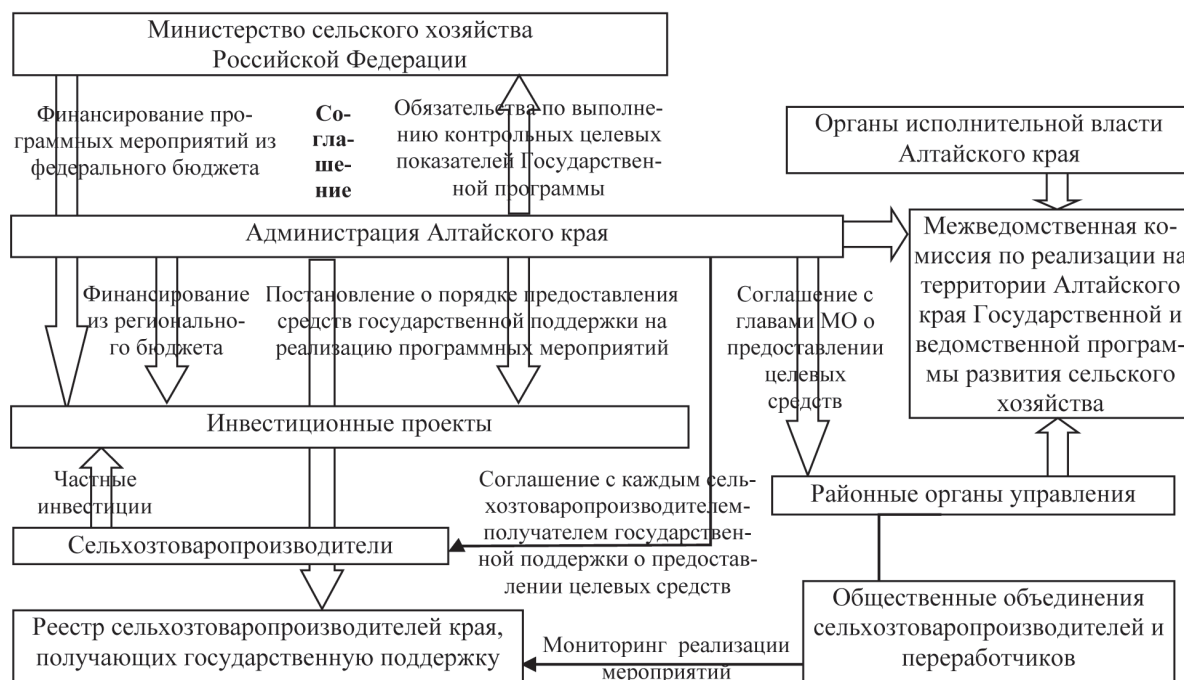 Министерство сельского хозяйства
Российской Федерации
Финансирование про-
граммных мероприятий из
федерального бюджета
Со-
гла-
ше-
ние
Обязательства по выполне-
нию контрольных целевых
показателей Государствен-
ной программы
Органы исполнительной власти
Алтайского края
Администрация Алтайского края
Межведомственная ко-
миссия по реализации на
территории Алтайского
края Государственной и
ведомственной програм-
мы развития сельского
хозяйства
Финансирование
из регионально-
го бюджета
Постановление о порядке предоставления
средств государственной поддержки на
реализацию программных мероприятий
Соглашение с
главами МО о
предоставлении
целевых
средств
Инвестиционные проекты
Частные
инвестиции
Соглашение с каждым сель-
хозтоваропроизводителем-
получателем государствен-
ной поддержки о предостав-
лении целевых средств
Районные органы управления
Сельхозтоваропроизводители
Реестр сельхозтоваропроизводителей края,
получающих государственную поддержку
Мониторинг реализации
мероприятий
Общественные объединения
сельхозтоваропроизводителей и
переработчиков